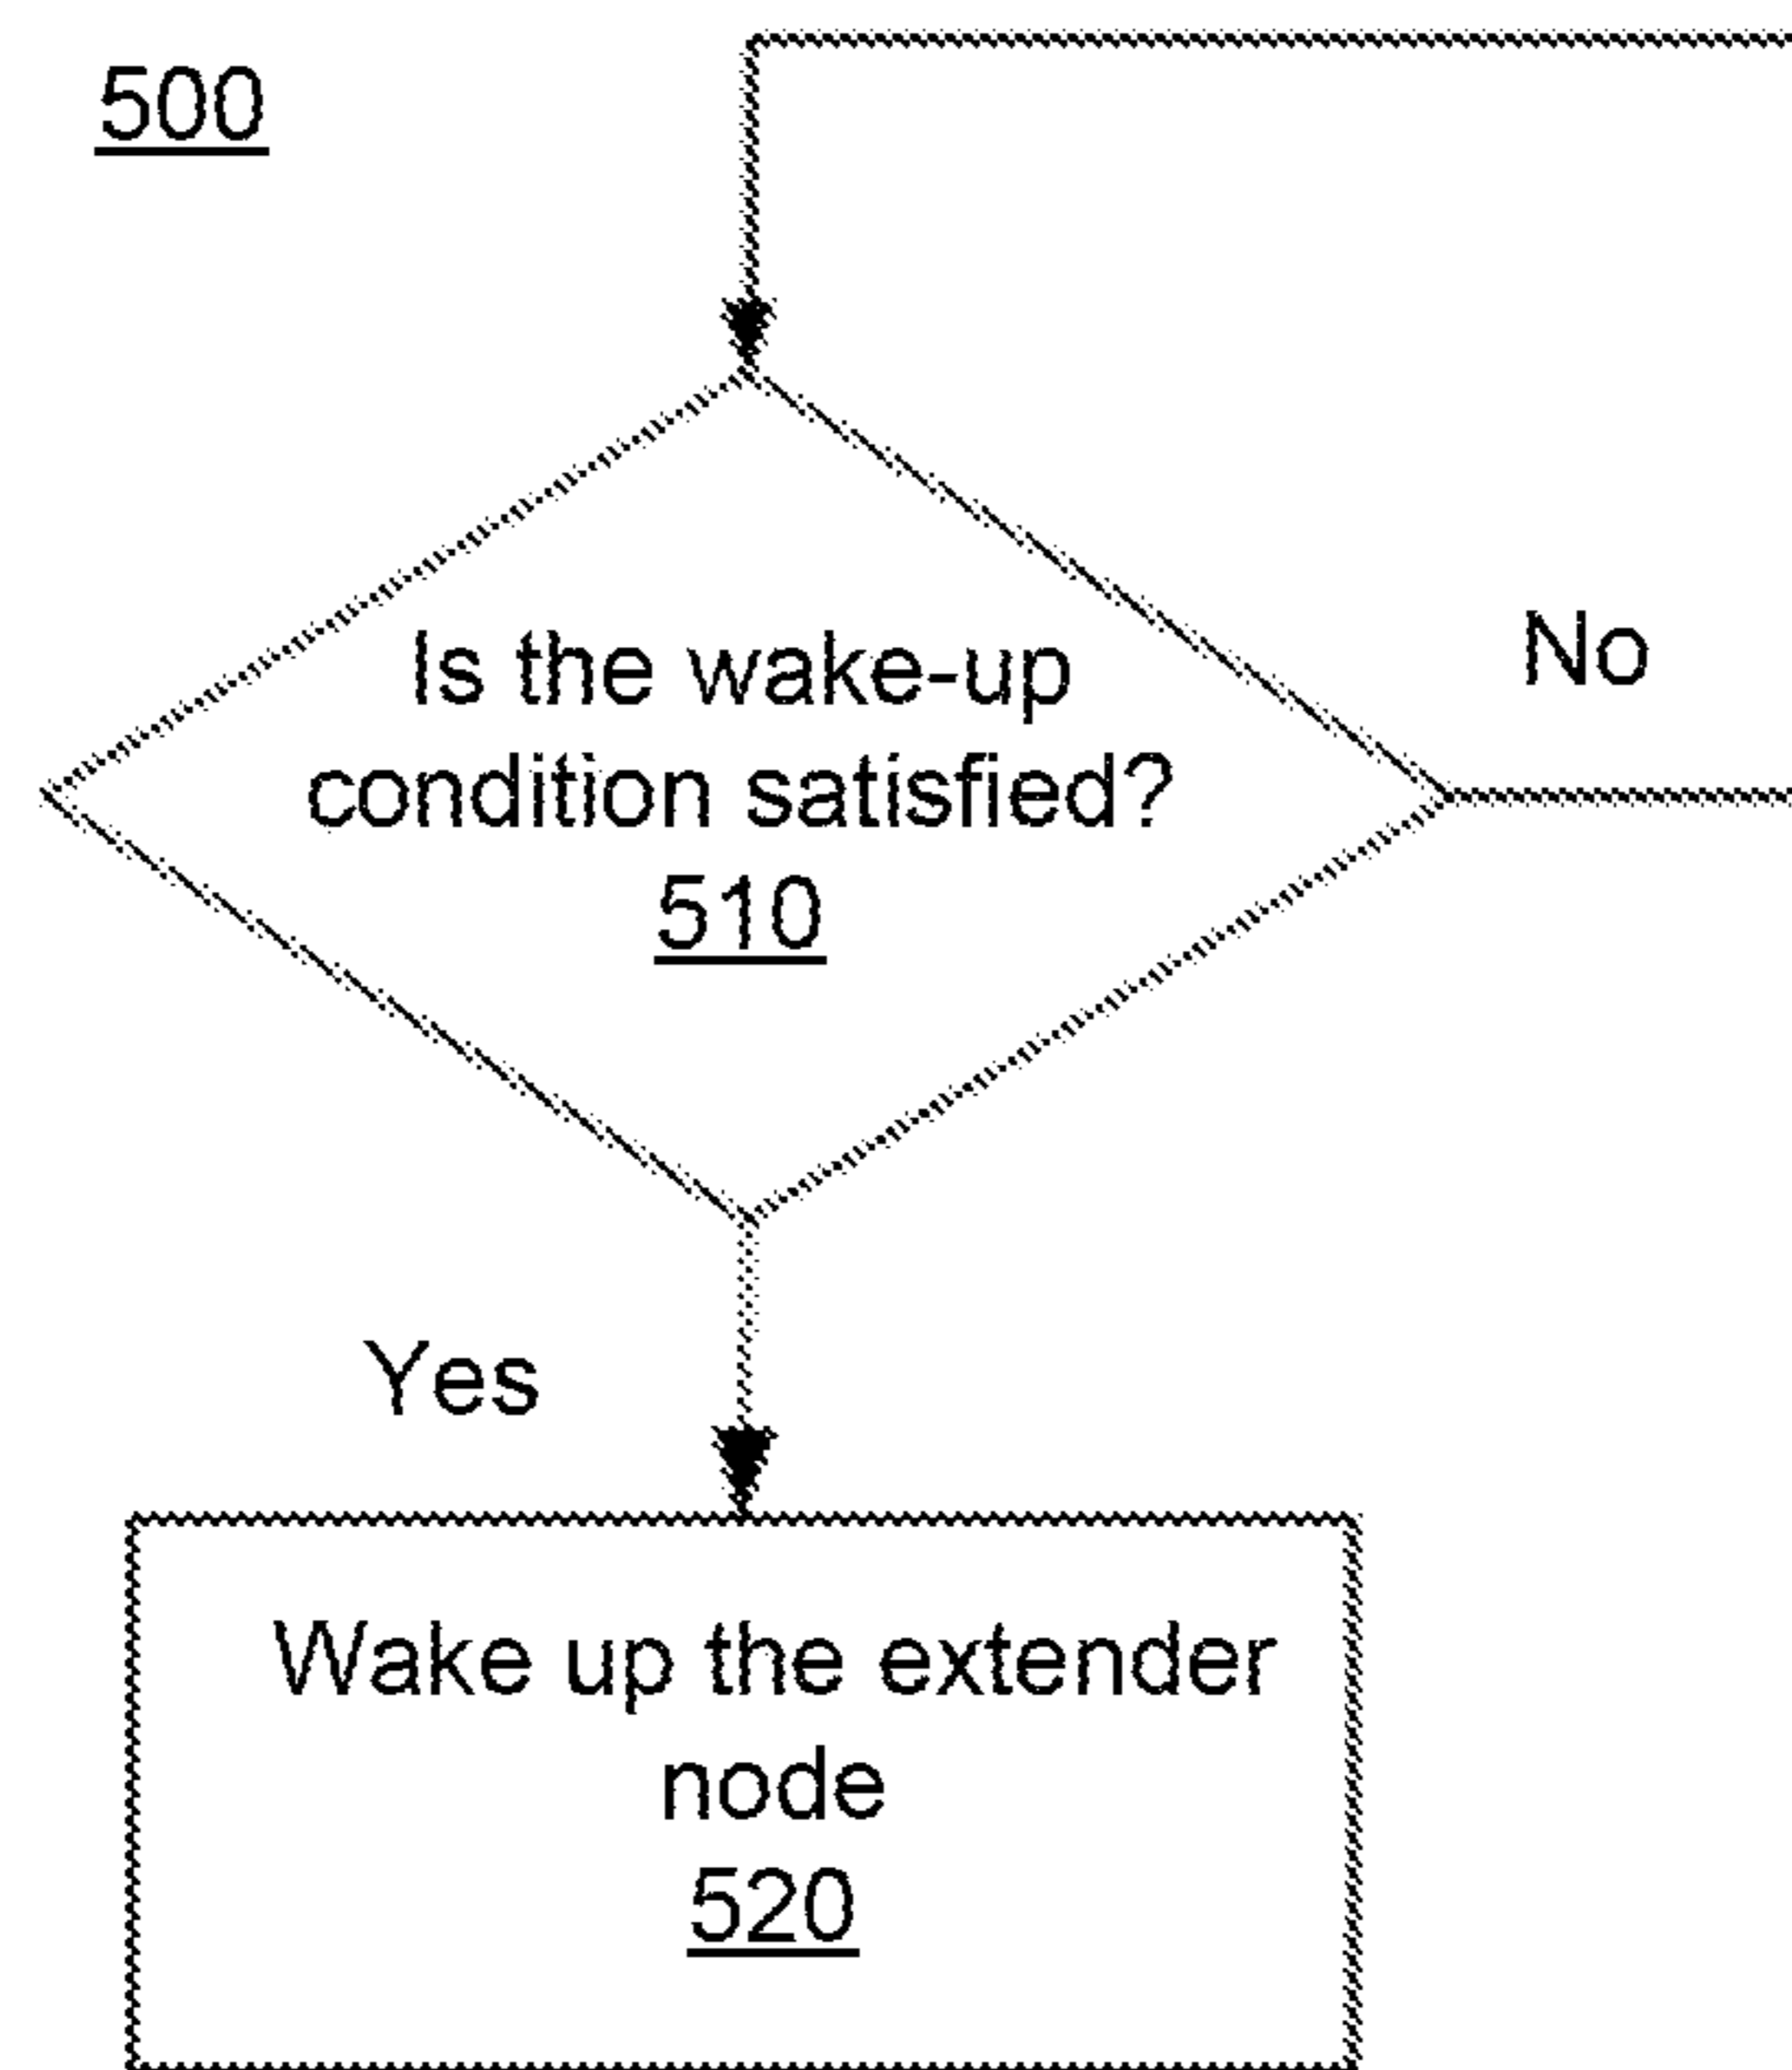 500
Is the wake-up
condition satisfied?
510
No
Yes
Wake up the extender
node
520